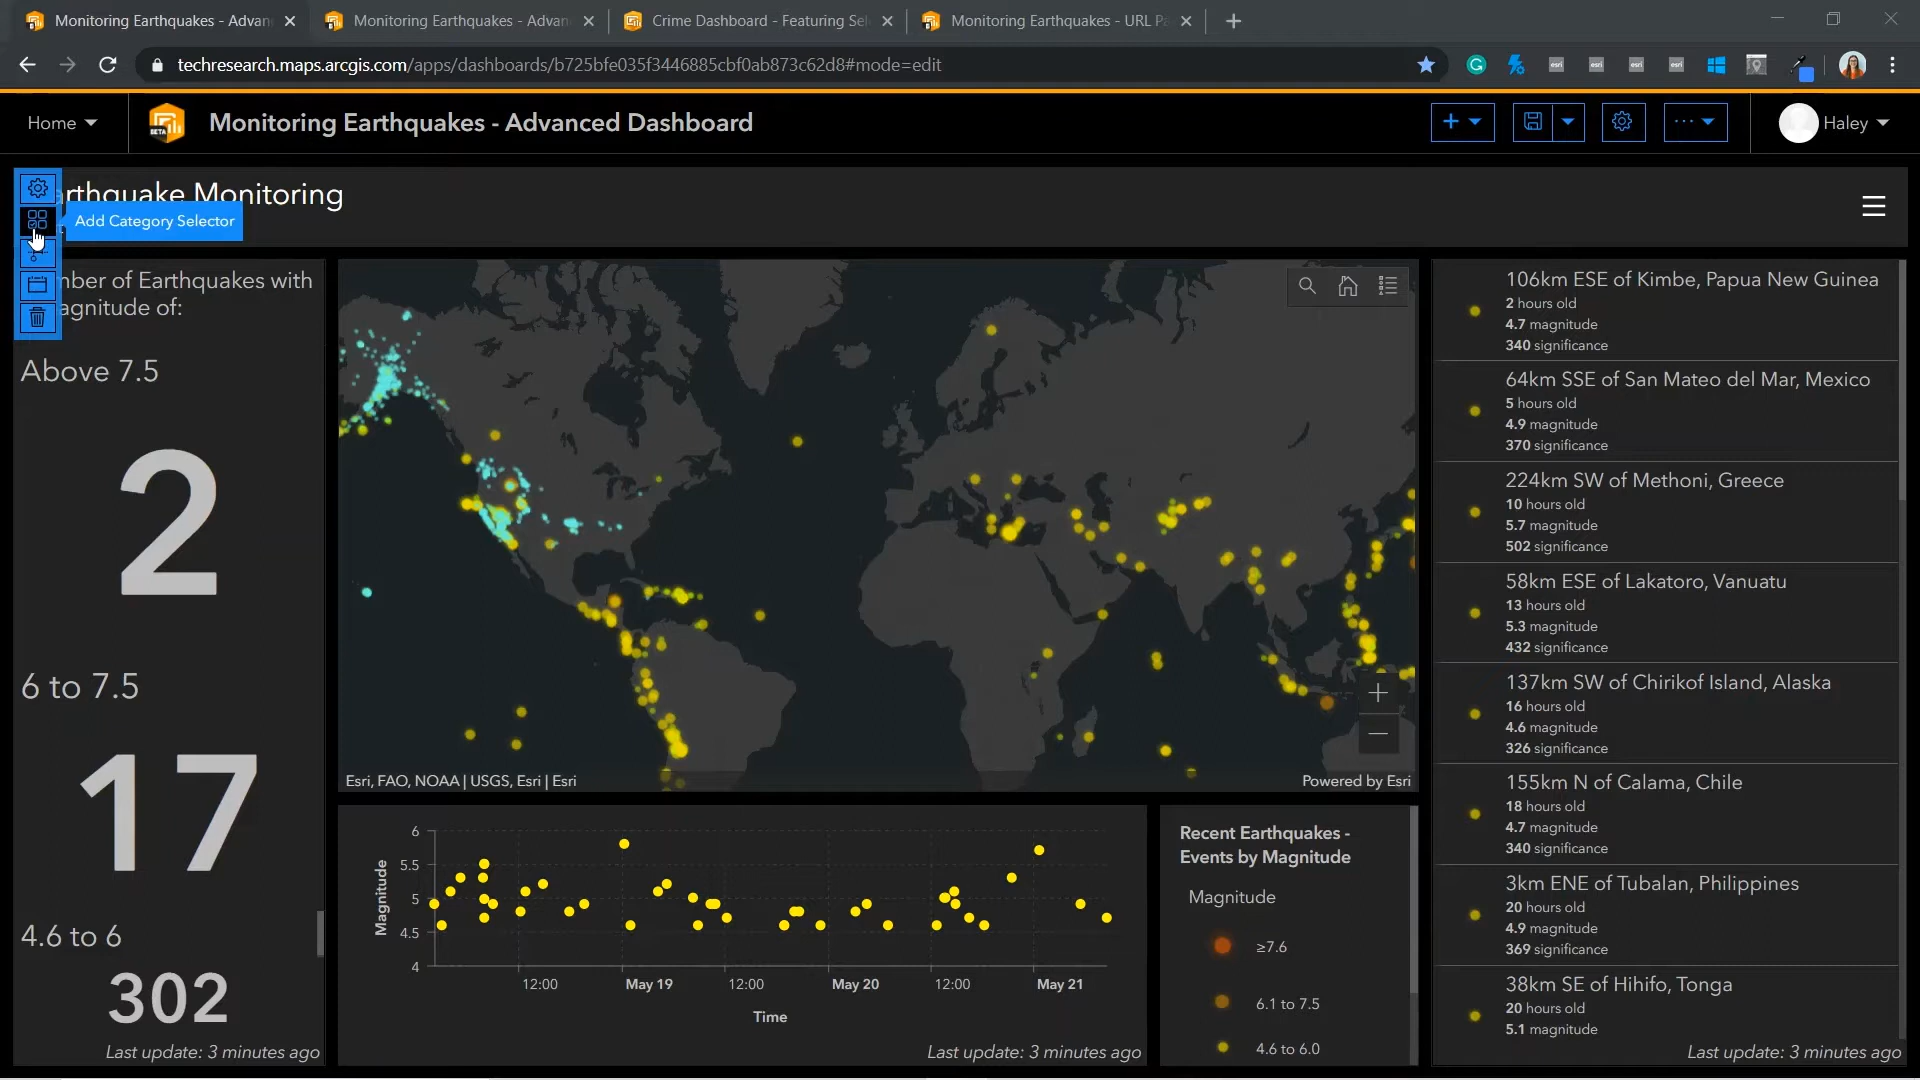 Monitoring Earthquakes - Advan
Monitoring Earthquakes - Advan
Crime Dashboard - Featuring Sel
Monitoring Earthquakes - URL Pa
techresearch.maps.arcgis.com/apps/dashboards/b725bfe035f3446885cbf0ab873c62d8#mode=edit
esri
esri
esri
esri
Home
BETA
Monitoring Earthquakes - Advanced Dashboard
Haley
arthquake Monitoring
Add Category Selector
mber of Earthquakes with
agnitude of:
Above 7.5
2
6 to 7.5
17
4.6 to 6
302
Last update: 3 minutes ago
Esri, FAO, NOAA | USGS, Esri | Esri
Powered by Esri
Magnitude
6
5.5
5
4.5
4
12:00
May 19
12:00
May 20
12:00
May 21
Time
Last update: 3 minutes ago
Recent Earthquakes -
Events by Magnitude
Magnitude
≥7.6
6.1 to 7.5
4.6 to 6.0
106km ESE of Kimbe, Papua New Guinea
2 hours old
4.7 magnitude
340 significance
64km SSE of San Mateo del Mar, Mexico
5 hours old
4.9 magnitude
370 significance
224km SW of Methoni, Greece
10 hours old
5.7 magnitude
502 significance
58km ESE of Lakatoro, Vanuatu
13 hours old
5.3 magnitude
432 significance
137km SW of Chirikof Island, Alaska
16 hours old
4.6 magnitude
326 significance
155km N of Calama, Chile
18 hours old
4.7 magnitude
340 significance
3km ENE of Tubalan, Philippines
20 hours old
4.9 magnitude
369 significance
38km SE of Hihifo, Tonga
20 hours old
5.1 magnitude
Last update: 3 minutes ago